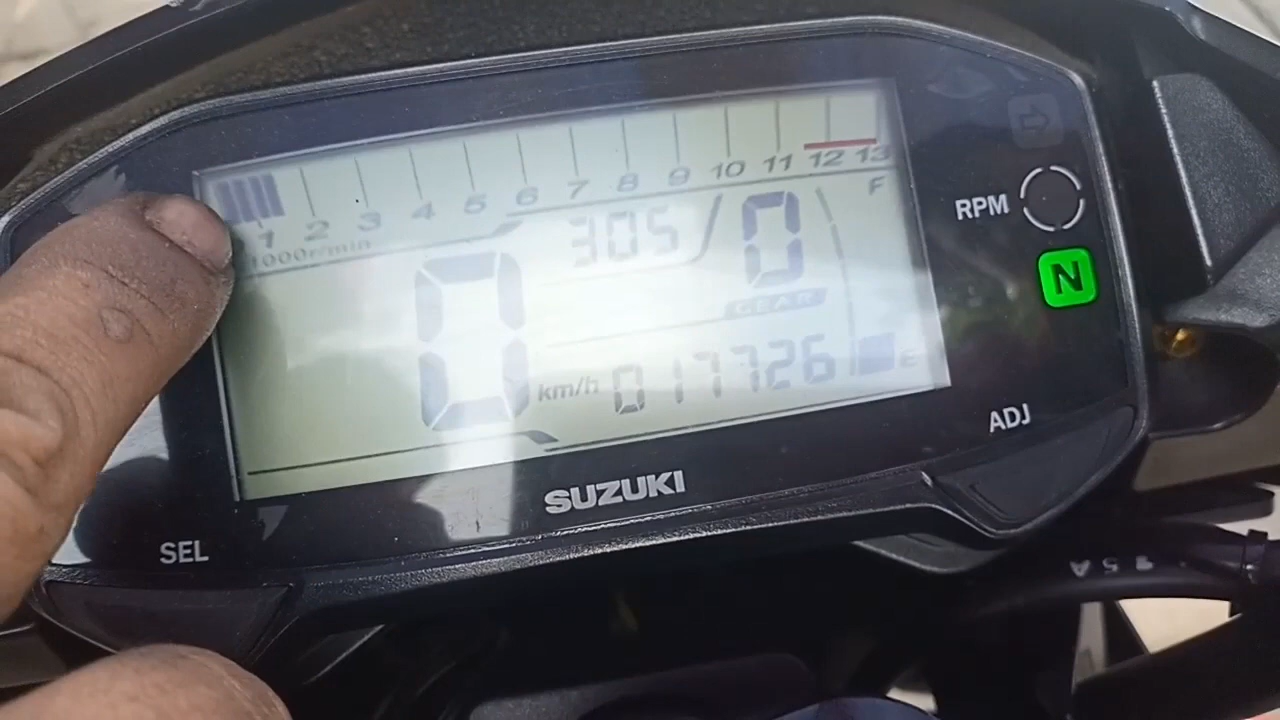 1 2 3 4 5 6 7 8 9 10 11 12 13
1000r/min
305 0 F
GEAR
RPM
N
0 km/h 017726 E
ADJ
SUZUKI
SEL